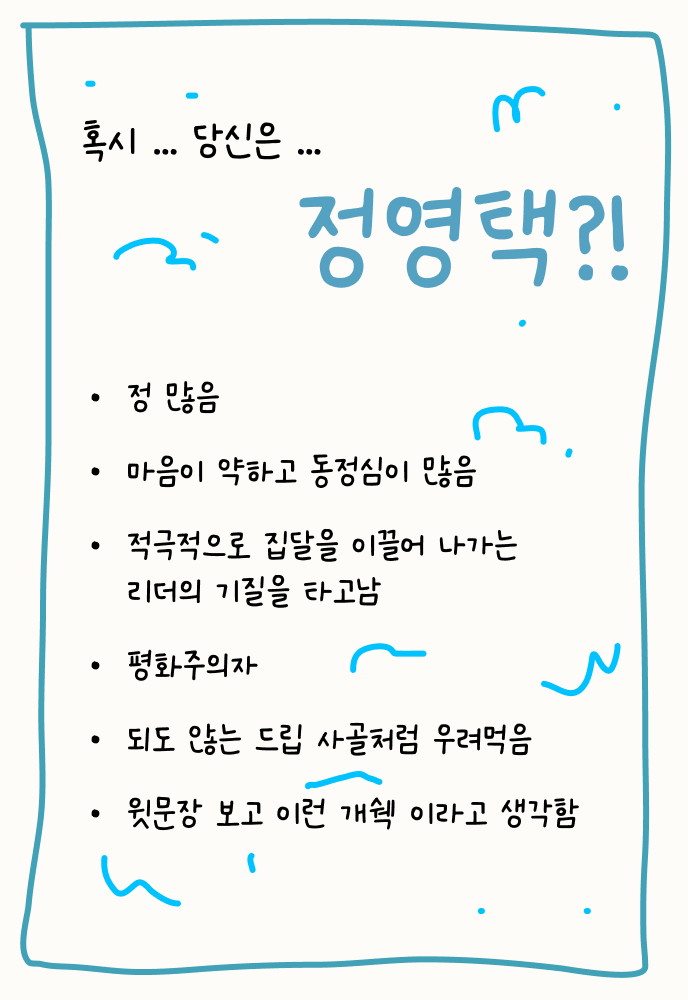 혹시 ... 당신은 ...
정영택?!
• 정 많음
• 마음이 약하고 동정심이 많음
• 적극적으로 집달을 이끌어 나가는
리더의 기질을 타고남
• 평화주의자
• 되도 않는 드립 사골처럼 우려먹음
• 윗문장 보고 이런 개쉑 이라고 생각함